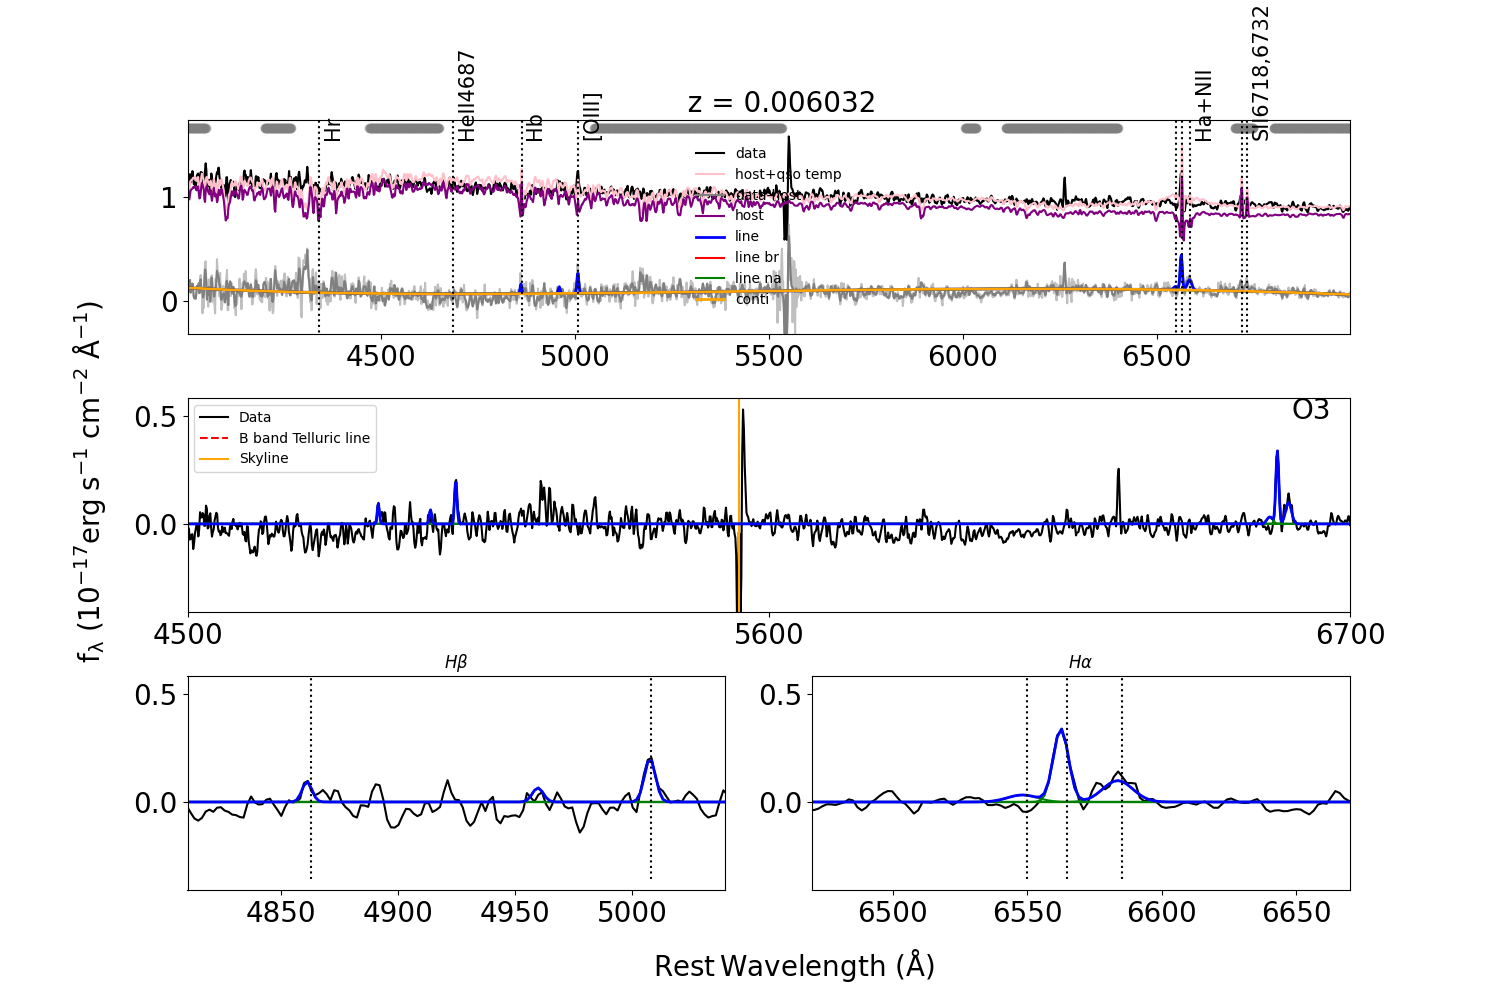 z = 0.006032
Hr
HeII4687
Hb
[OIII]
Ha+NII
SII6718,6732
data
host+qso temp
data-host
host
line
line br
line na
conti
1
0
4500
5000
5500
6000
6500
f_λ (10^−17 erg s^−1 cm^−2 Å^−1)
O3
Data
B band Telluric line
Skyline
0.5
0.0
4500
5600
6700
Hβ
0.5
0.0
4850
4900
4950
5000
Hα
0.5
0.0
6500
6550
6600
6650
Rest Wavelength (Å)